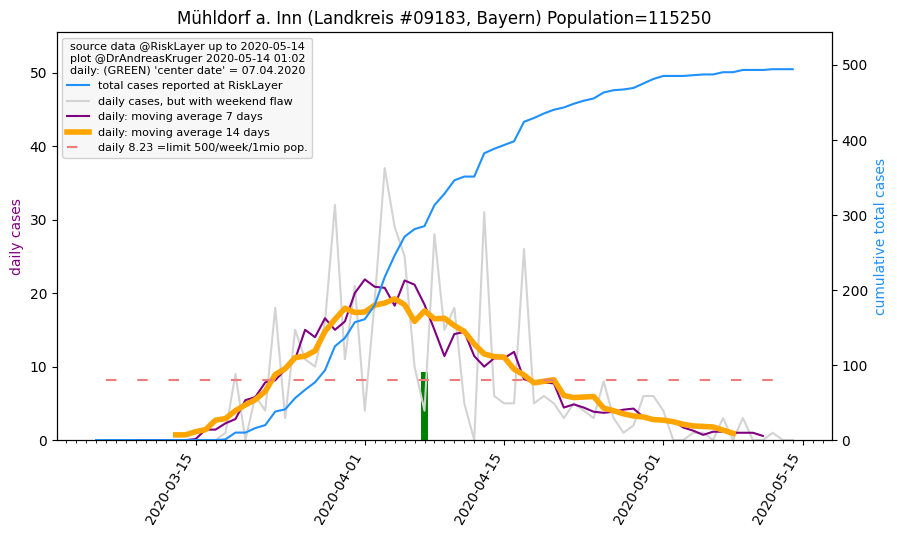 Mühldorf a. Inn (Landkreis #09183, Bayern) Population=115250
source data @RiskLayer up to 2020-05-14
plot @DrAndreasKruger 2020-05-14 01:02
daily: (GREEN) 'center date' = 07.04.2020
total cases reported at RiskLayer
daily cases, but with weekend flaw
daily: moving average 7 days
daily: moving average 14 days
daily 8.23 =limit 500/week/1mio pop.
daily cases
50
40
30
20
10
0
cumulative total cases
500
400
300
200
100
0
2020-03-15
2020-04-01
2020-04-15
2020-05-01
2020-05-15